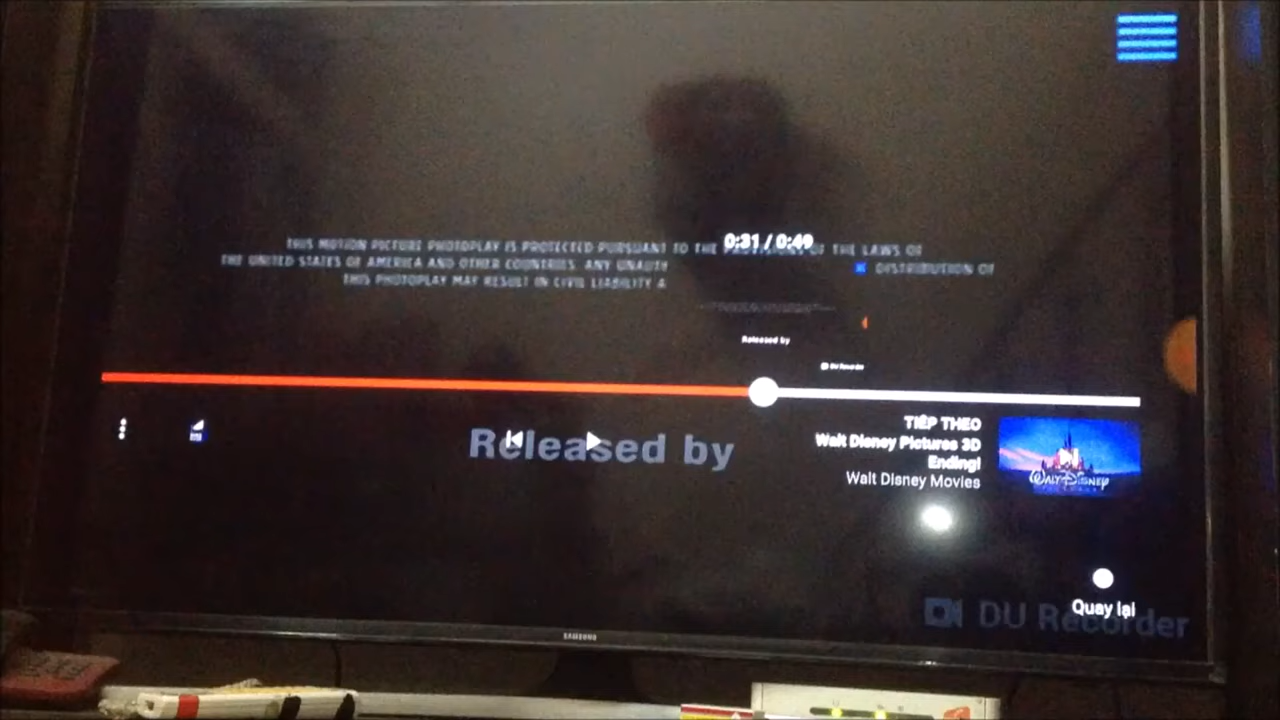 0:31 / 0:49
THIS MOTION PICTURE PHOTOPLAY IS PROTECTED PURSUANT TO THE PROVISIONS OF THE LAWS OF
THE UNITED STATES OF AMERICA AND OTHER COUNTRIES. ANY UNAUTH
DISTRIBUTION OF
THIS PHOTOPLAY MAY RESULT IN CIVIL LIABILITY A
Released by
DU Recorder
TIẾP THEO
Walt Disney Pictures 3D
Ending!
Walt Disney Movies
WALT DISNEY
Released by
Quay lại
DU Recorder
SAMSUNG